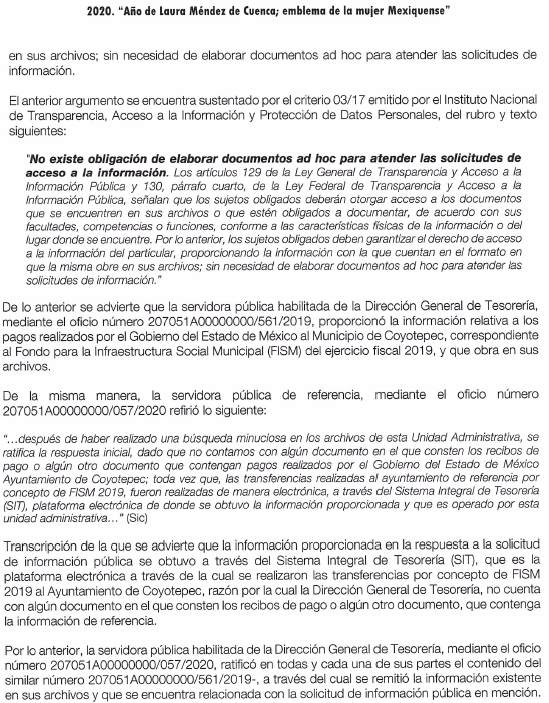 2020. “Año de Laura Méndez de Cuenca; emblema de la mujer Mexiquense”
en sus archivos; sin necesidad de elaborar documentos ad hoc para atender las solicitudes de
información.
El anterior argumento se encuentra sustentado por el criterio 03/17 emitido por el Instituto Nacional
de Transparencia, Acceso a la Información y Protección de Datos Personales, del rubro y texto
siguientes:
"No existe obligación de elaborar documentos ad hoc para atender las solicitudes de
acceso a la información. Los artículos 129 de la Ley General de Transparencia y Acceso a la
Información Pública y 130, párrafo cuarto, de la Ley Federal de Transparencia y Acceso a la
Información Pública, señalan que los sujetos obligados deberán otorgar acceso a los documentos
que se encuentren en sus archivos o que estén obligados a documentar, de acuerdo con sus
facultades, competencias o funciones, conforme a las características físicas de la información o del
lugar donde se encuentre. Por lo anterior, los sujetos obligados deben garantizar el derecho de acceso
a la información del particular, proporcionando la información con la que cuentan en el formato en
que la misma obre en sus archivos; sin necesidad de elaborar documentos ad hoc para atender las
solicitudes de información."
De lo anterior se advierte que la servidora pública habilitada de la Dirección General de Tesorería,
mediante el oficio número 207051A00000000/561/2019, proporcionó la información relativa a los
pagos realizados por el Gobierno del Estado de México al Municipio de Coyotepec, correspondiente
al Fondo para la Infraestructura Social Municipal (FISM) del ejercicio fiscal 2019, y que obra en sus
archivos.
De la misma manera, la servidora pública de referencia, mediante el oficio número
207051A00000000/057/2020 refirió lo siguiente:
"...después de haber realizado una búsqueda minuciosa en los archivos de esta Unidad Administrativa, se
ratifica la respuesta inicial, dado que no contamos con algún documento en el que consten los recibos de
pago o algún otro documento que contengan pagos realizados por el Gobierno del Estado de México
Ayuntamiento de Coyotepec; toda vez que, las transferencias realizadas al ayuntamiento de referencia por
concepto de FISM 2019, fueron realizadas de manera electrónica, a través del Sistema Integral de Tesorería
(SIT), plataforma electrónica de donde se obtuvo la información proporcionada y que es operado por esta
unidad administrativa..." (Sic)
Transcripción de la que se advierte que la información proporcionada en la respuesta a la solicitud
de información pública se obtuvo a través del Sistema Integral de Tesorería (SIT), que es la
plataforma electrónica a través de la cual se realizaron las transferencias por concepto de FISM
2019 al Ayuntamiento de Coyotepec, razón por la cual la Dirección General de Tesorería, no cuenta
con algún documento en el que consten los recibos de pago o algún otro documento, que contenga
la información de referencia.
Por lo anterior, la servidora pública habilitada de la Dirección General de Tesorería, mediante el oficio
número 207051A00000000/057/2020, ratificó en todas y cada una de sus partes el contenido del
similar número 207051A00000000/561/2019-, a través del cual se remitió la información existente
en sus archivos y que se encuentra relacionada con la solicitud de información pública en mención.